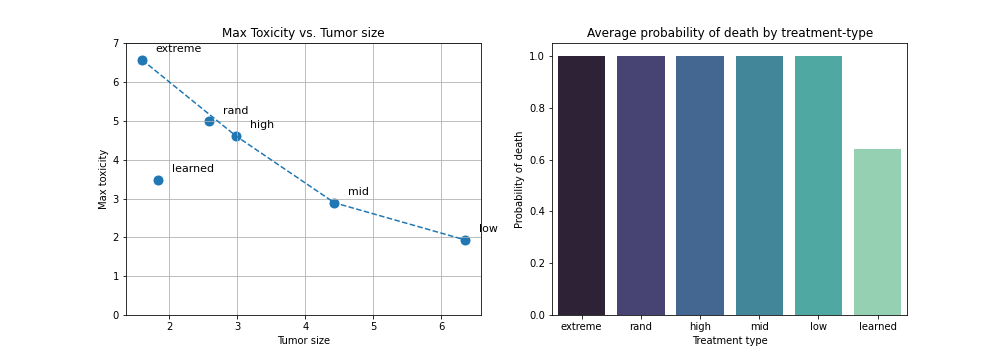 Max Toxicity vs. Tumor size
Max toxicity
7
6
5
4
3
2
1
0
extreme
rand
high
learned
mid
low
2 3 4 5 6
Tumor size
Average probability of death by treatment-type
Probability of death
1.0
0.8
0.6
0.4
0.2
0.0
extreme rand high mid low learned
Treatment type